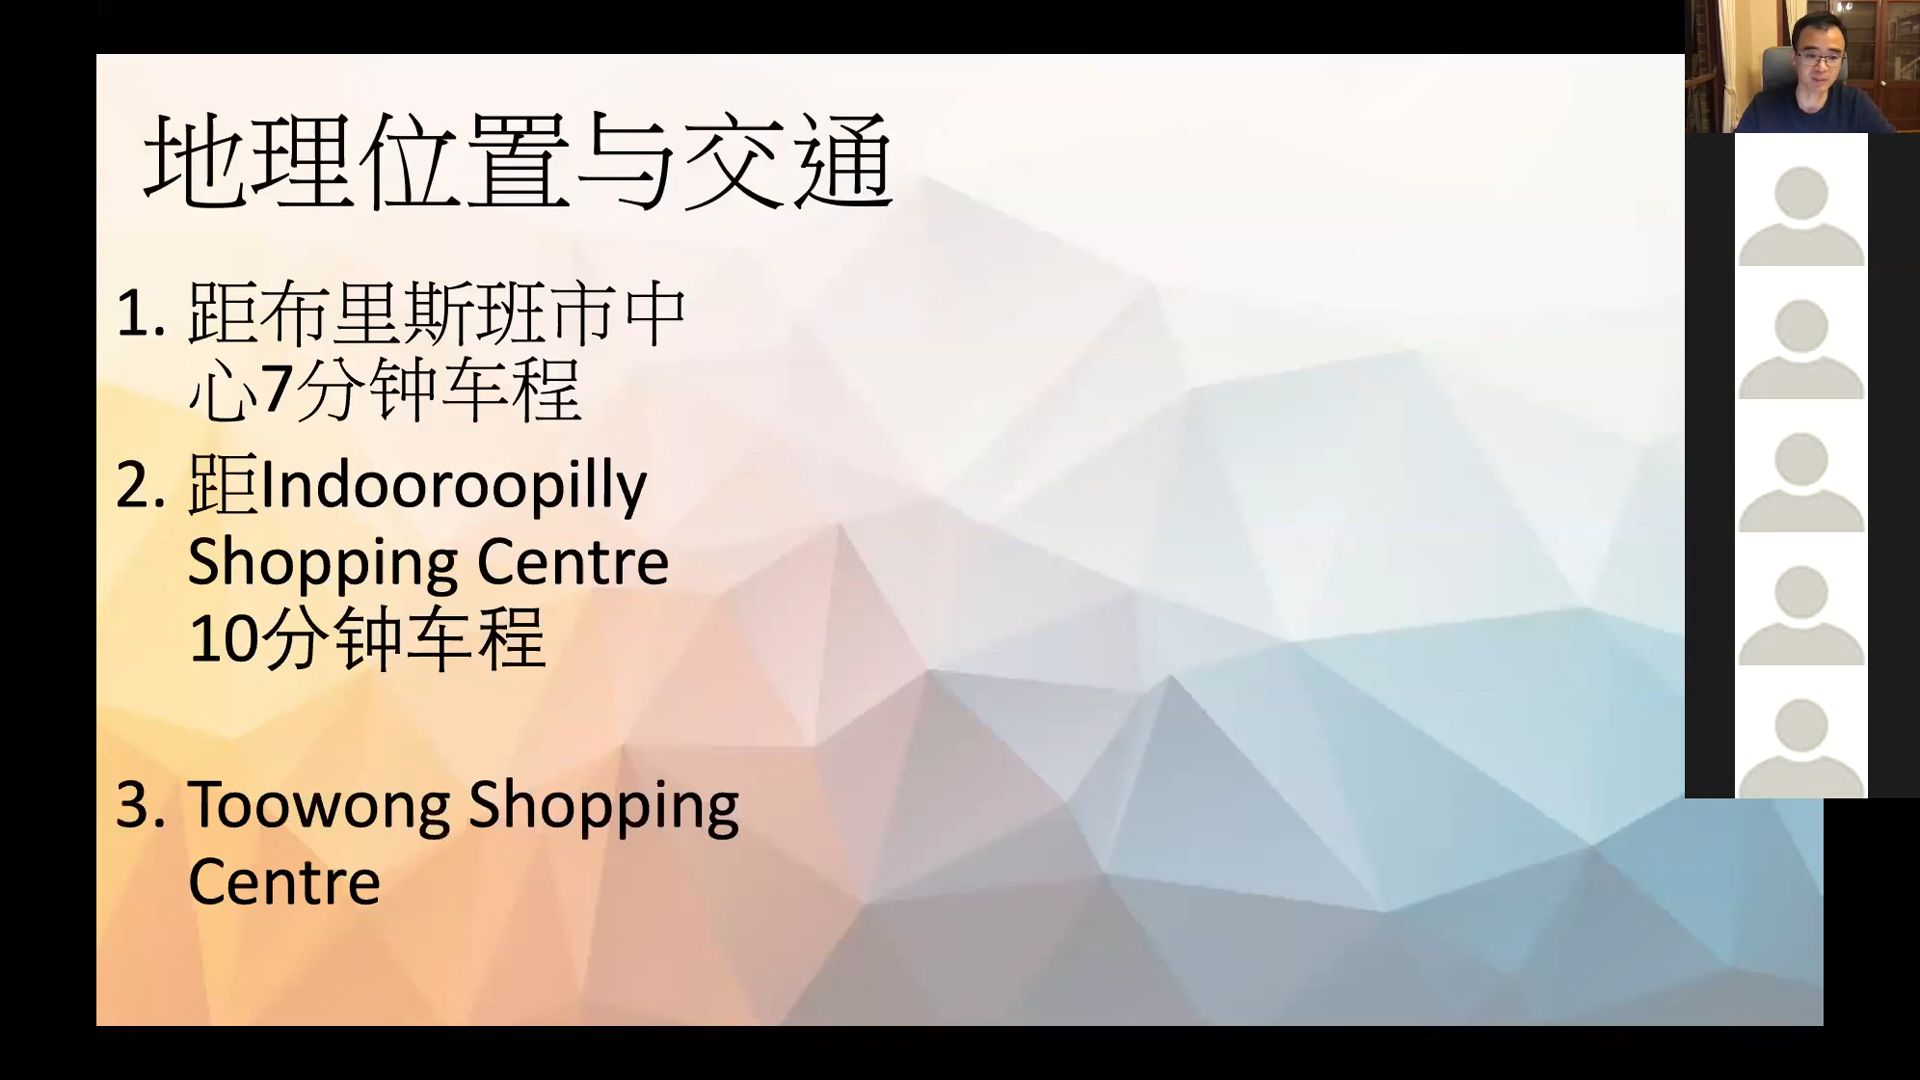 地理位置与交通
1. 距布里斯班市中
心7分钟车程
2. 距Indooroopilly
Shopping Centre
10分钟车程
3. Toowong Shopping
Centre